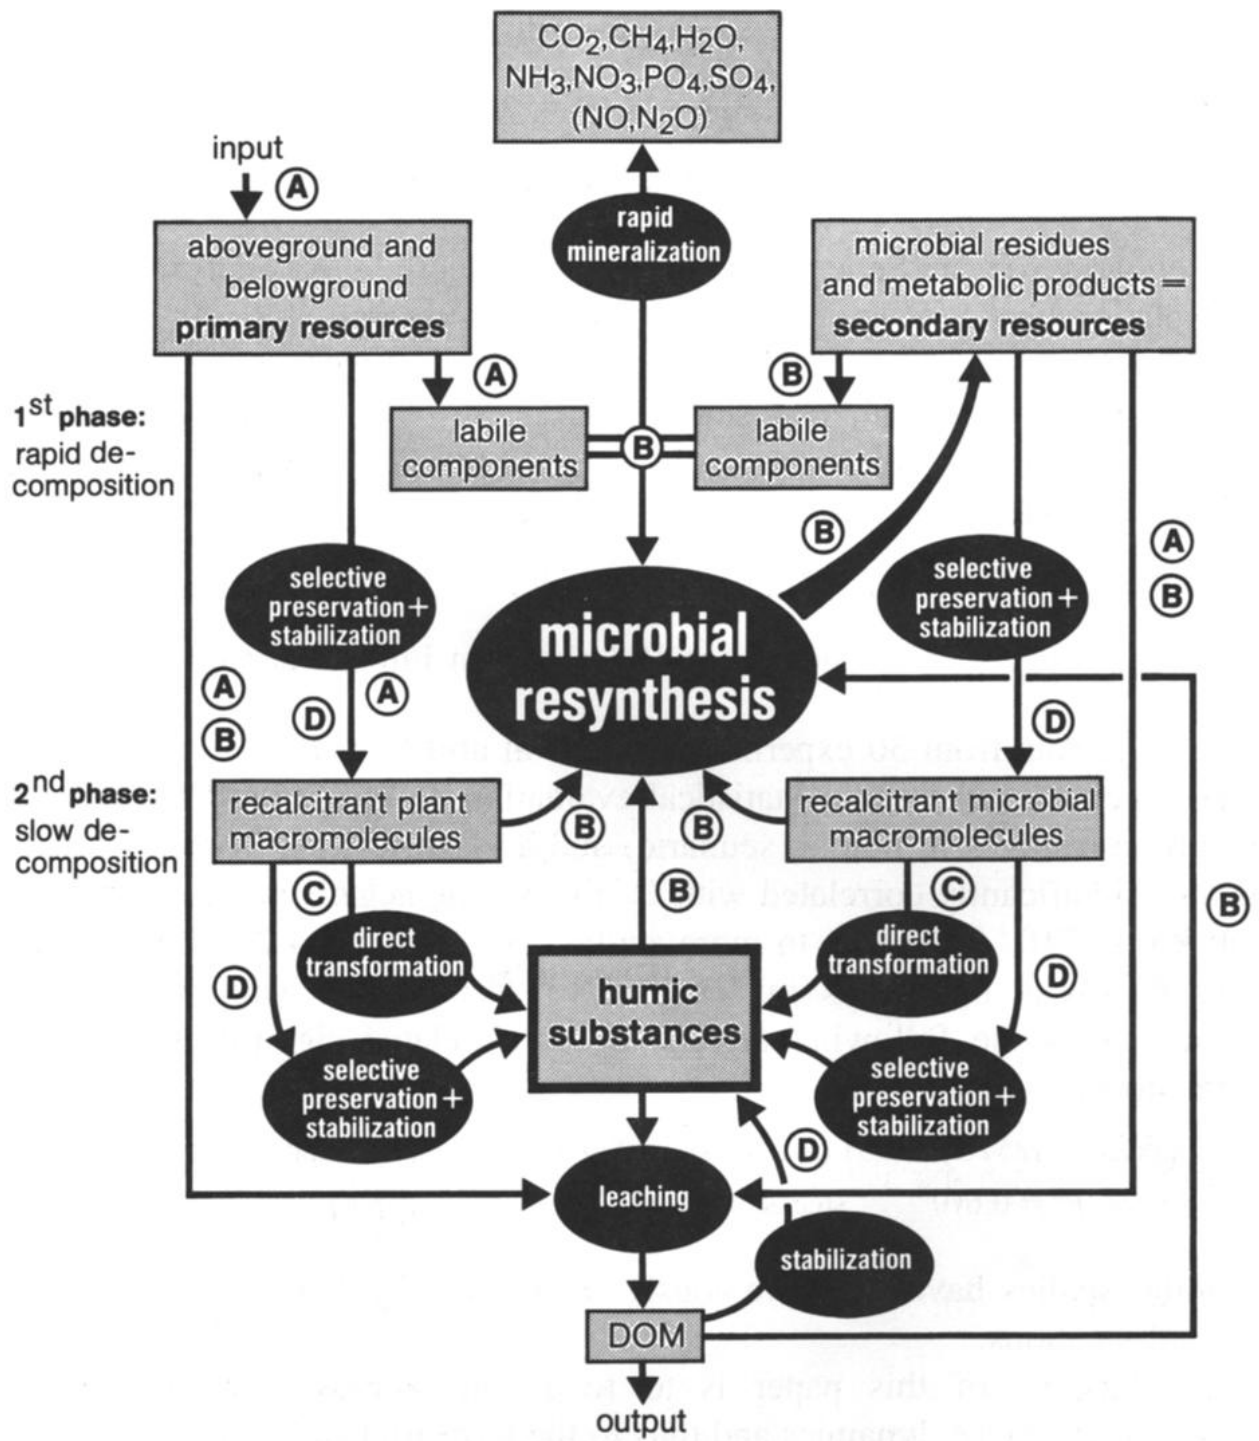 CO2,CH4,H2O,
NH3,NO3,PO4,SO4,
(NO,N2O)
input
A
rapid
mineralization
aboveground and
belowground
primary resources
microbial residues
and metabolic products =
secondary resources
A
B
1st phase:
rapid de-
composition
labile
components
B
labile
components
B
A
B
selective
preservation+
stabilization
selective
preservation+
stabilization
microbial
resynthesis
A
B
D
A
D
2nd phase:
slow de-
composition
recalcitrant plant
macromolecules
recalcitrant microbial
macromolecules
B
B
C
B
C
B
direct
transformation
direct
transformation
D
D
humic
substances
selective
preservation+
stabilization
selective
preservation+
stabilization
D
leaching
stabilization
DOM
output